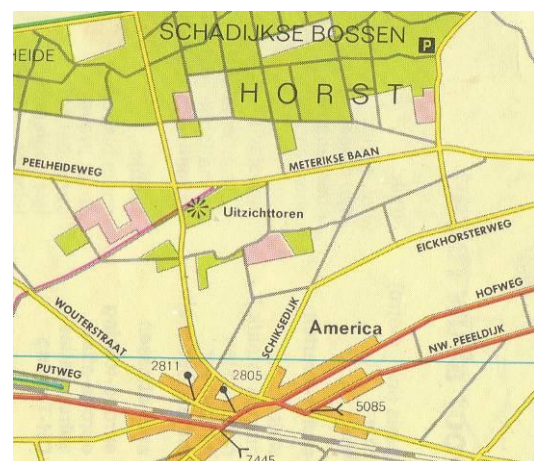 SCHADIJKSE BOSSEN
HEIDE
P
HORST
PEELHEIDEWEG
METERIKSE BAAN
Uitzichttoren
EICKHORSTERWEG
WOUTERSTRAAT
SCHIKSEDIJK
HOFWEG
America
NW. PEEELDIJK
PUTWEG
2811
2805
5085
7445